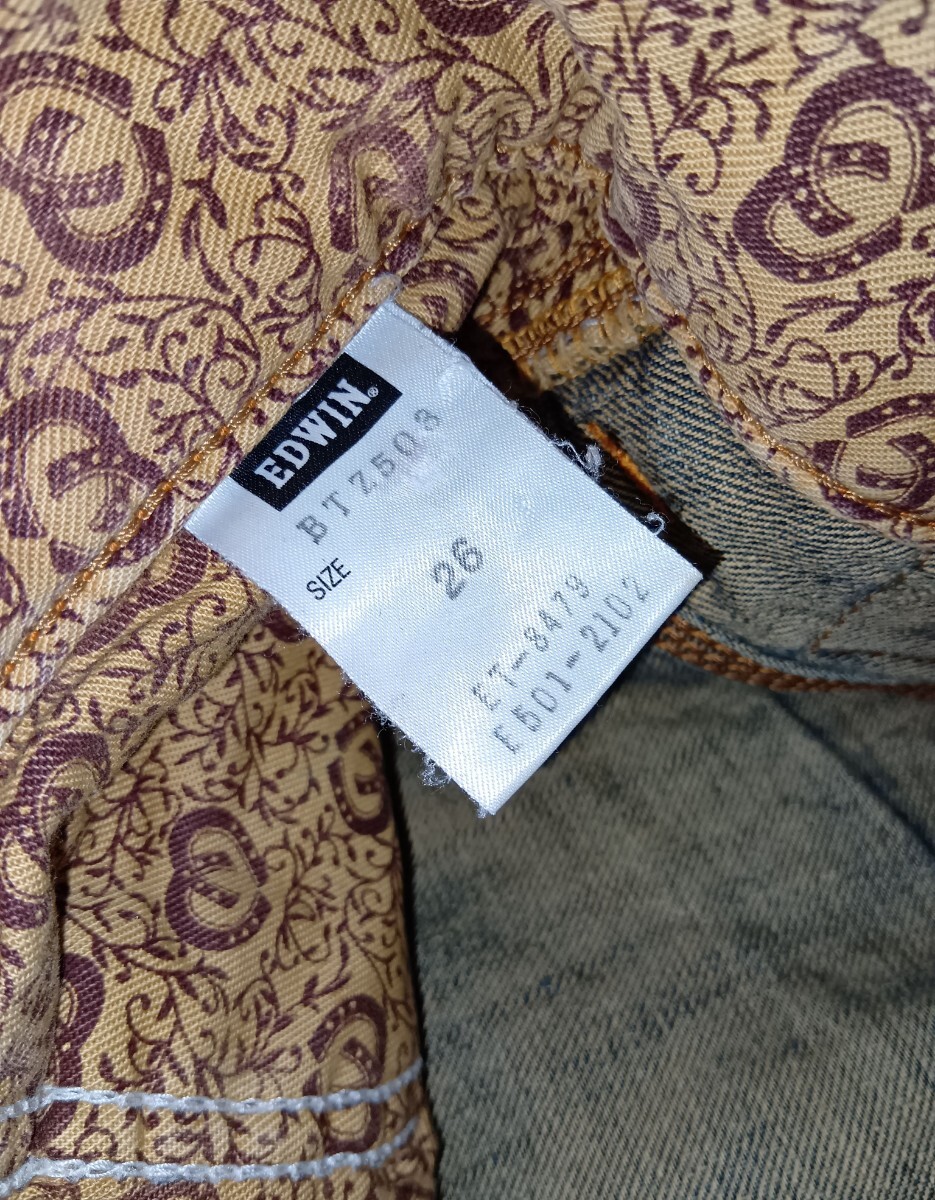 EDWIN®
BTZ503
SIZE
26
ET-8479
E501-2102